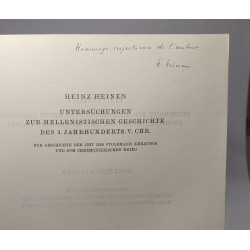 Hommage respectueux de l'auteur
H. Heinen
HEINZ HEINEN
UNTERSUCHUNGEN
ZUR HELLENISTISCHEN GESCHICHTE
DES 3. JAHRHUNDERTS V. CHR.
ZUR GESCHICHTE DER ZEIT DES PTOLEMAIOS KERAUNOS
UND ZUM CHREMONIDEISCHEN KRIEG